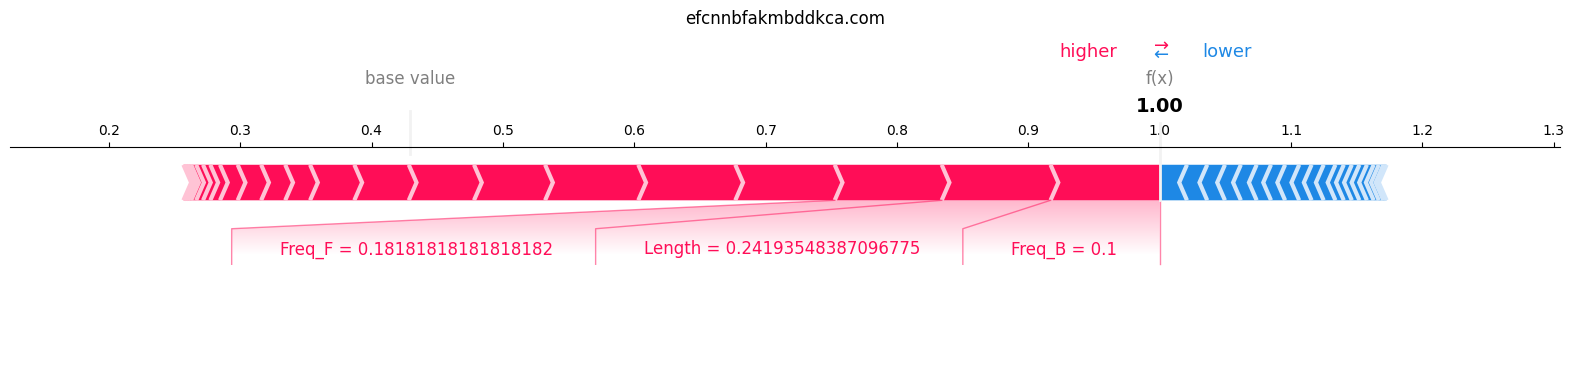 efcnnbfakmbddkca.com
higher ⇄ lower
base value
f(x)
1.00
0.2 0.3 0.4 0.5 0.6 0.7 0.8 0.9 1.0 1.1 1.2 1.3
Freq_F = 0.18181818181818182 Length = 0.24193548387096775 Freq_B = 0.1